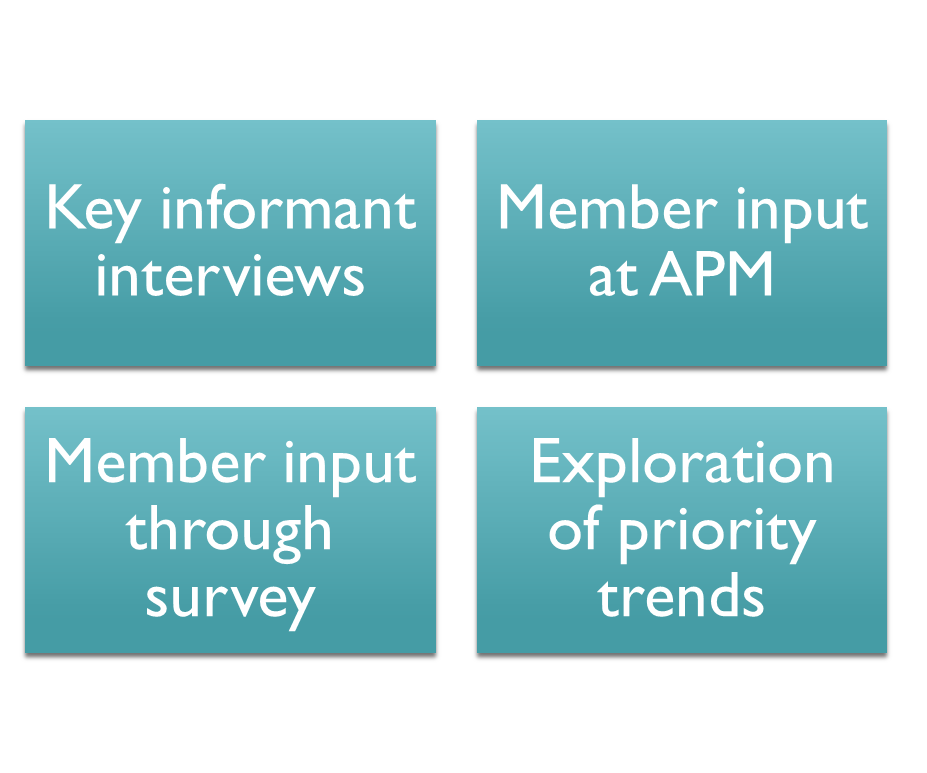 Key informant
interviews
Member input
at APM
Member input
through
survey
Exploration
of priority
trends